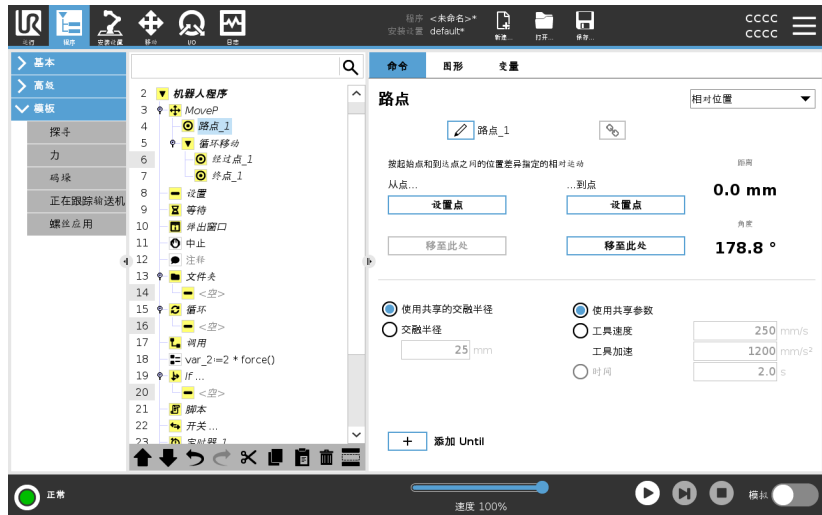 运行
程序
安装设置
移动
I/O
日志
程序 <未命名>*
安装设置 default*
新建...
打开...
保存...
cccc
cccc
基本
高级
模板
探寻
力
码垛
正在跟踪输送机
螺丝应用
2 机器人程序
3 MoveP
4 路点_1
5 循环移动
6 经过点_1
7 终点_1
8 设置
9 等待
10 弹出窗口
11 中止
12 注释
13 文件夹
14 <空>
15 循环
16 <空>
17 调用
18 var_2:=2 * force()
19 If ...
20 <空>
21 脚本
22 开关 ...
23 定时器_1
命令 图形 变量
路点
相对位置
路点_1
按起始点和到达点之间的位置差异指定的相对运动
距离
从点... ...到点
0.0 mm
设置点 设置点
角度
移至此处 移至此处
178.8 °
使用共享的交融半径
使用共享参数
交融半径
工具速度 250 mm/s
25 mm
工具加速 1200 mm/s²
时间 2.0 s
+ 添加 Until
正常
速度 100%
模拟